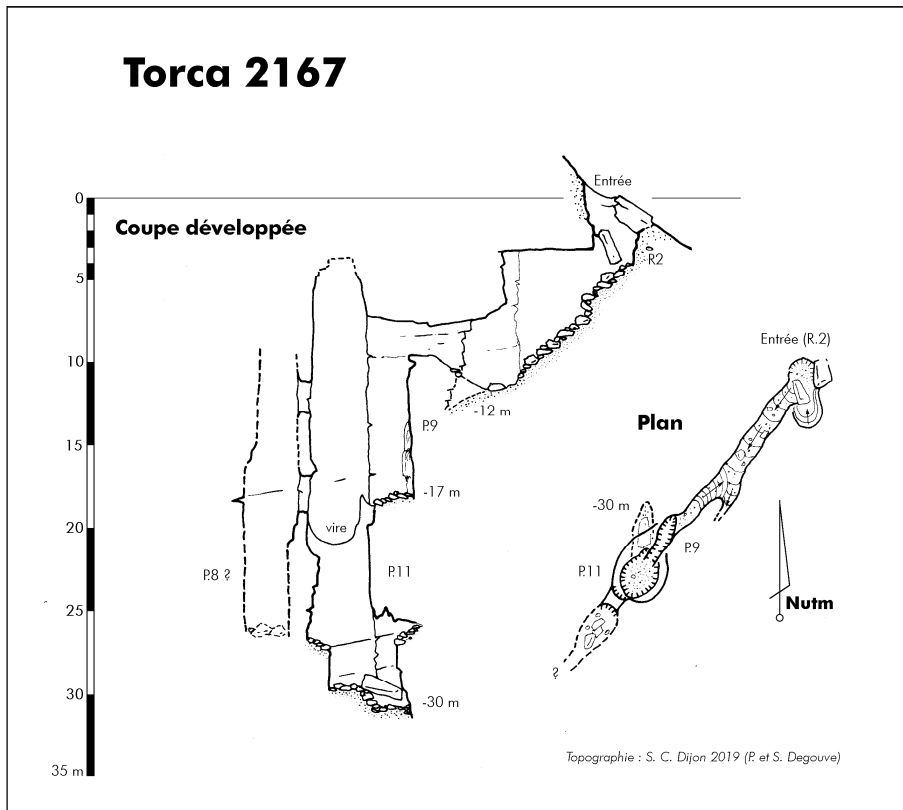 Torca 2167
Entrée
0
Coupe développée
R2
5
10
Entrée (R.2)
-12 m
P.9
Plan
15
-17 m
-30 m
20
vire
P.9
P.8 ?
P.11
P.11
25
Nutm
?
30
-30 m
35 m
Topographie : S. C. Dijon 2019 (P. et S. Degouve)